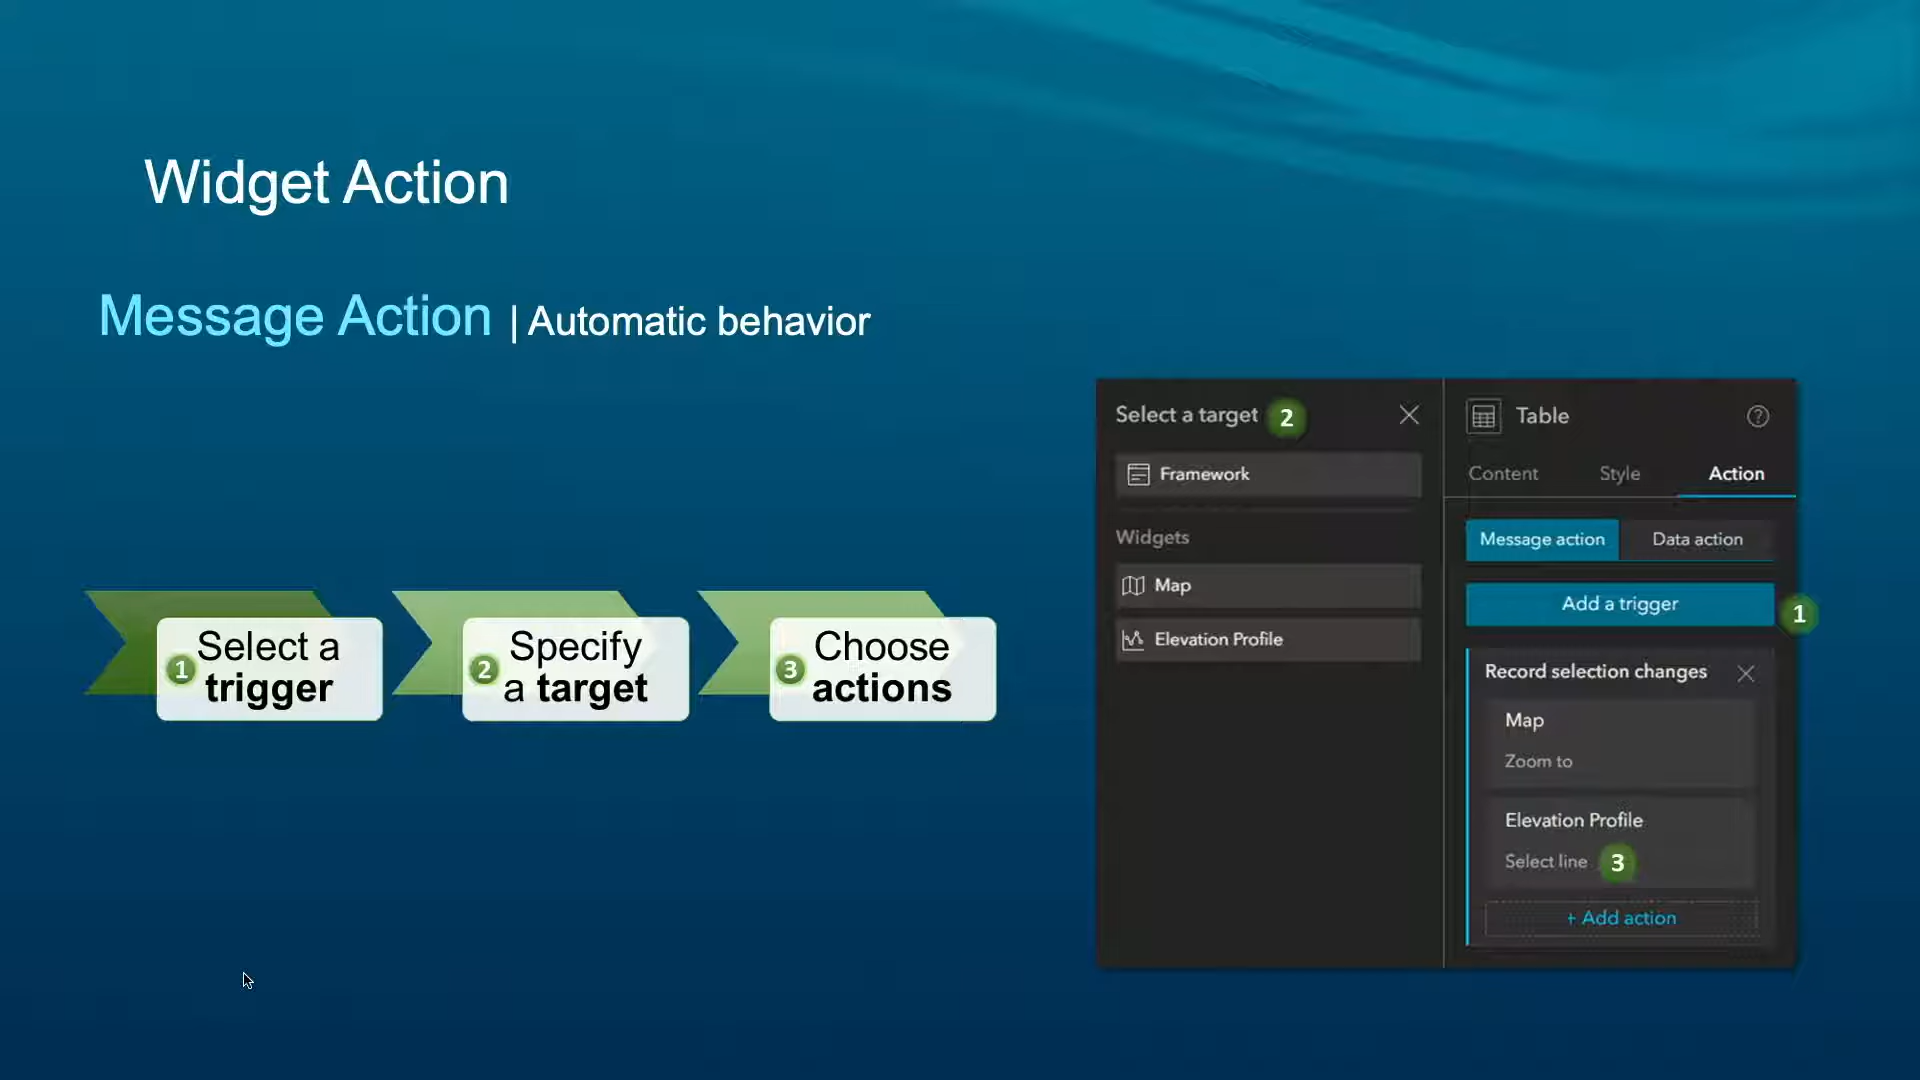 Widget Action
Message Action | Automatic behavior
1 Select a
trigger
2 Specify
a target
3 Choose
actions
Select a target 2
Framework
Widgets
Map
Elevation Profile
Table
Content Style Action
Message action Data action
Add a trigger 1
Record selection changes
Map
Zoom to
Elevation Profile
Select line 3
+ Add action